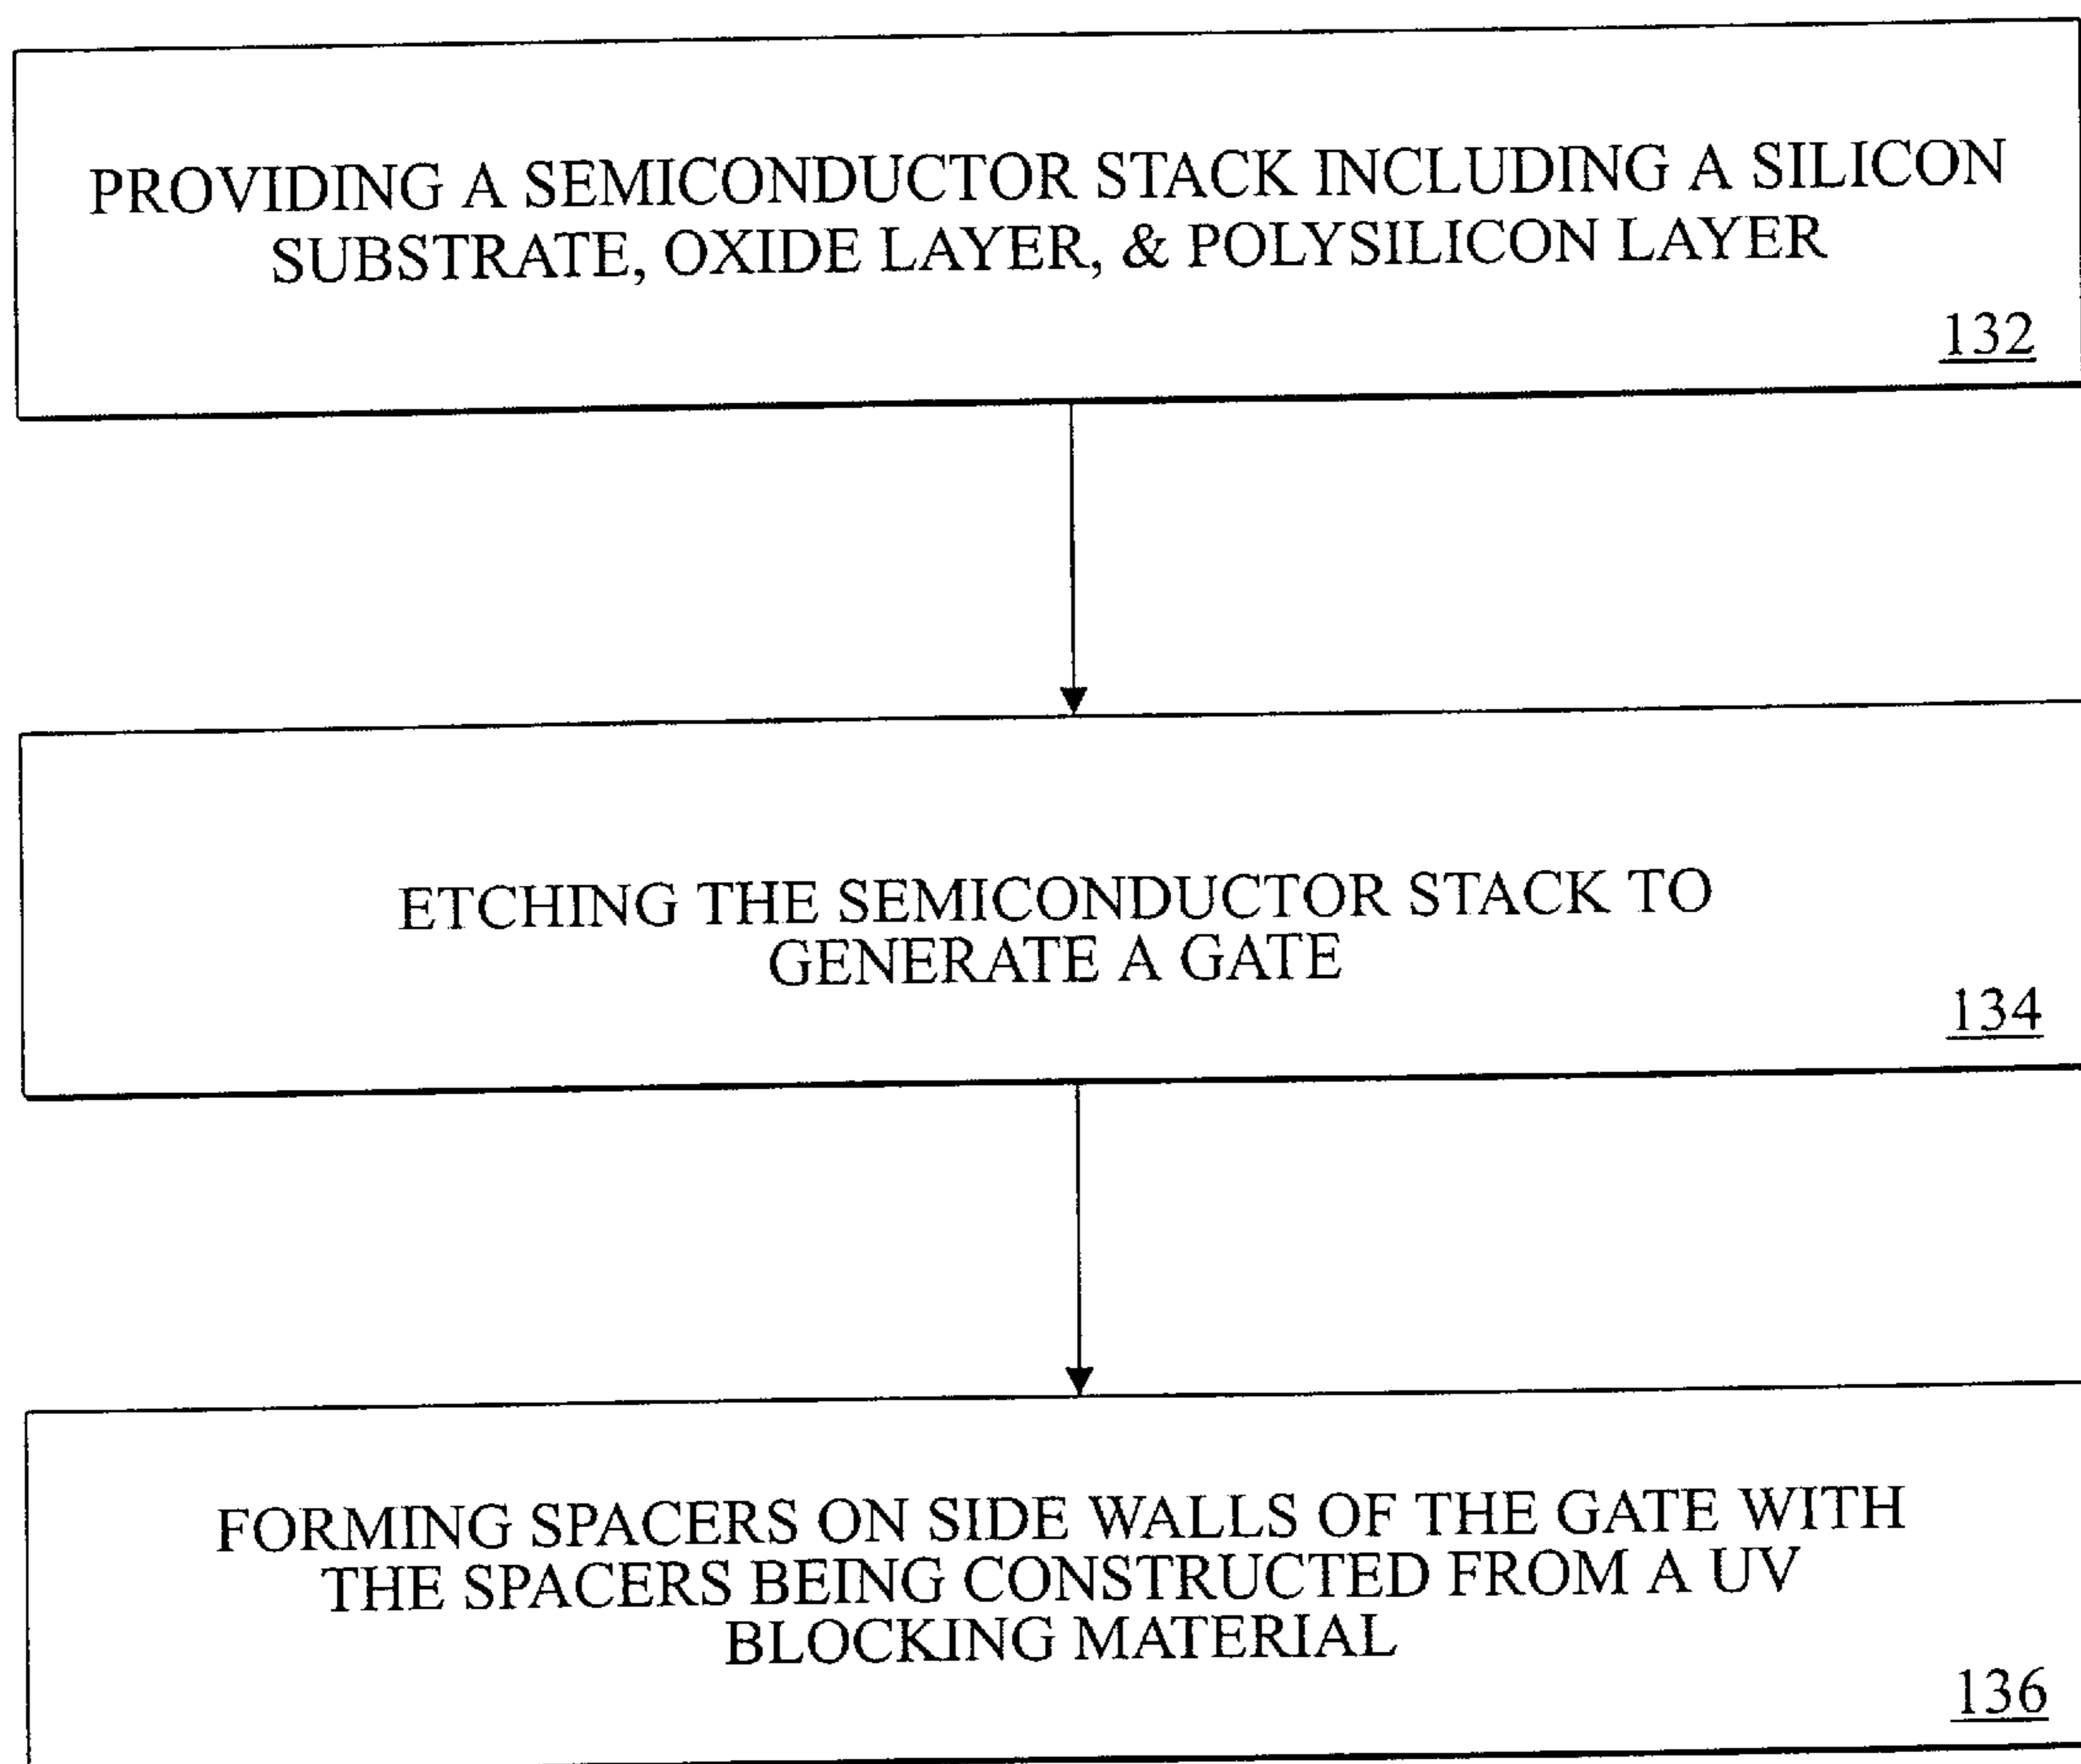 PROVIDING A SEMICONDUCTOR STACK INCLUDING A SILICON
SUBSTRATE, OXIDE LAYER, & POLYSILICON LAYER
132
ETCHING THE SEMICONDUCTOR STACK TO
GENERATE A GATE
134
FORMING SPACERS ON SIDE WALLS OF THE GATE WITH
THE SPACERS BEING CONSTRUCTED FROM A UV
BLOCKING MATERIAL
136